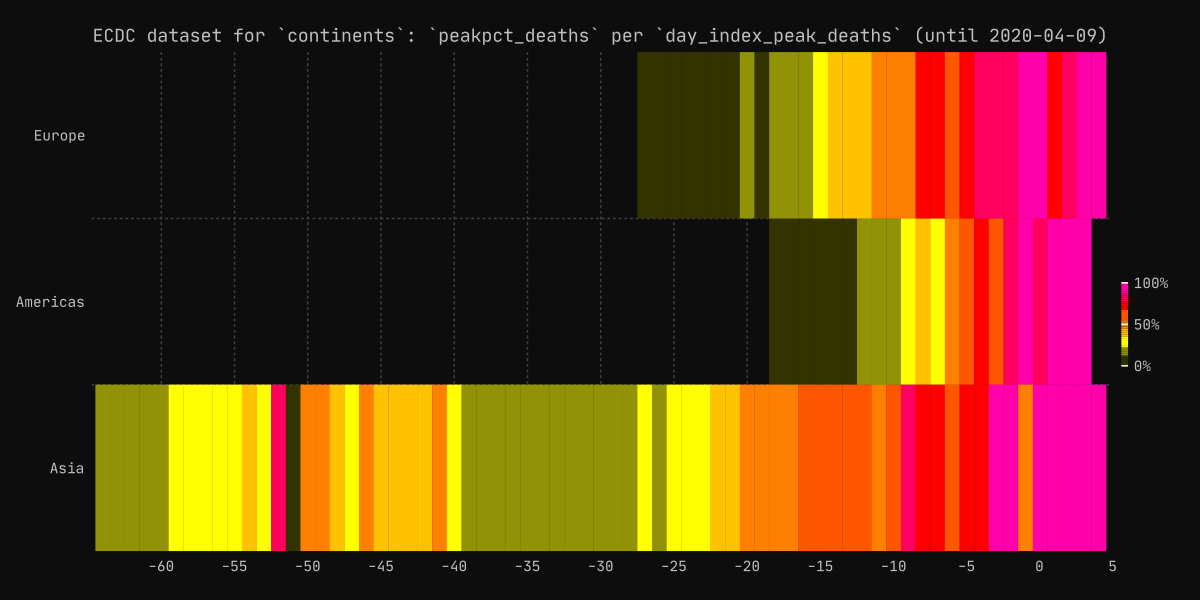 ECDC dataset for `continents`: `peakpct_deaths` per `day_index_peak_deaths` (until 2020-04-09)
Europe
Americas
Asia
100%
50%
0%
-60 -55 -50 -45 -40 -35 -30 -25 -20 -15 -10 -5 0 5